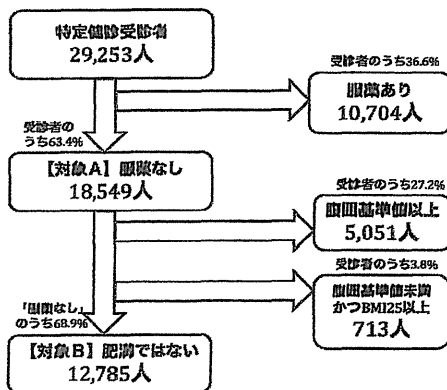 特定健診受診者
29,253人
受診者のうち36.6%
服薬あり
10,704人
受診者の
うち63.4%
【対象A】服薬なし
18,549人
受診者のうち27.2%
腹囲基準値以上
5,051人
受診者のうち3.8%
腹囲基準値未満
かつBMI25以上
713人
「服薬なし」
のうち68.9%
【対象B】肥満ではない
12,785人